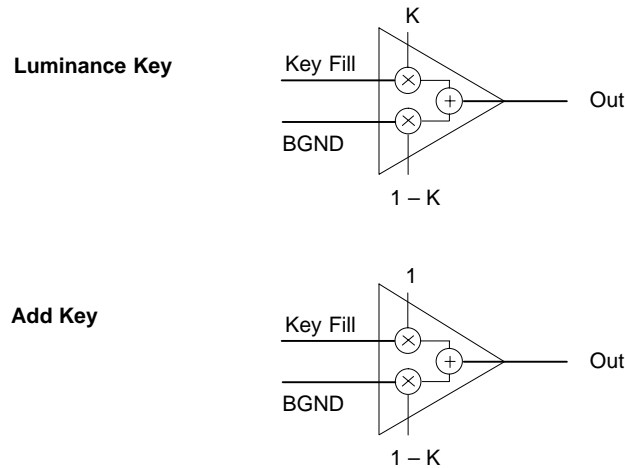 K
Luminance Key
Key Fill
Out
BGND
1 – K
1
Add Key
Key Fill
Out
BGND
1 – K